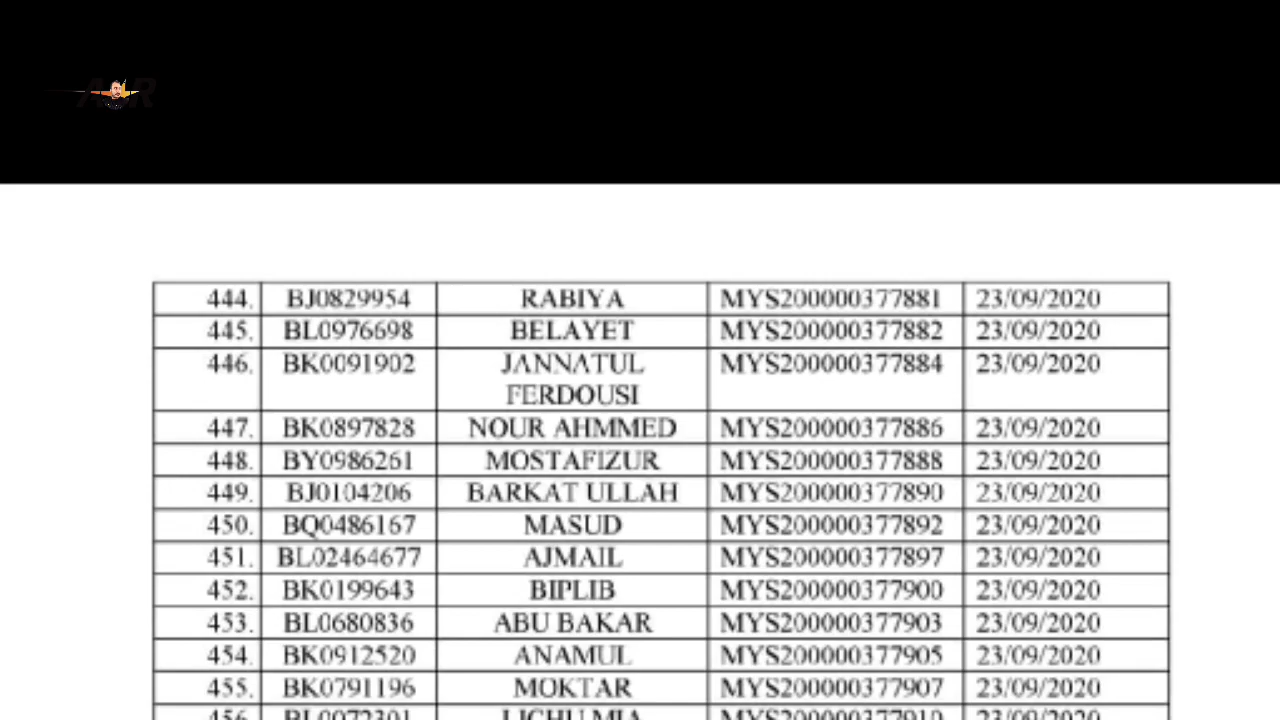 444. BJ0829954 RABIYA MYS200000377881 23/09/2020
445. BL0976698 BELAYET MYS200000377882 23/09/2020
446. BK0091902 JANNATUL MYS200000377884 23/09/2020
FERDOUSI
447. BK0897828 NOUR AHMMED MYS200000377886 23/09/2020
448. BY0986261 MOSTAFIZUR MYS200000377888 23/09/2020
449. BJ0104206 BARKAT ULLAH MYS200000377890 23/09/2020
450. BQ0486167 MASUD MYS200000377892 23/09/2020
451. BL02464677 AJMAIL MYS200000377897 23/09/2020
452. BK0199643 BIPLIB MYS200000377900 23/09/2020
453. BL0680836 ABU BAKAR MYS200000377903 23/09/2020
454. BK0912520 ANAMUL MYS200000377905 23/09/2020
455. BK0791196 MOKTAR MYS200000377907 23/09/2020